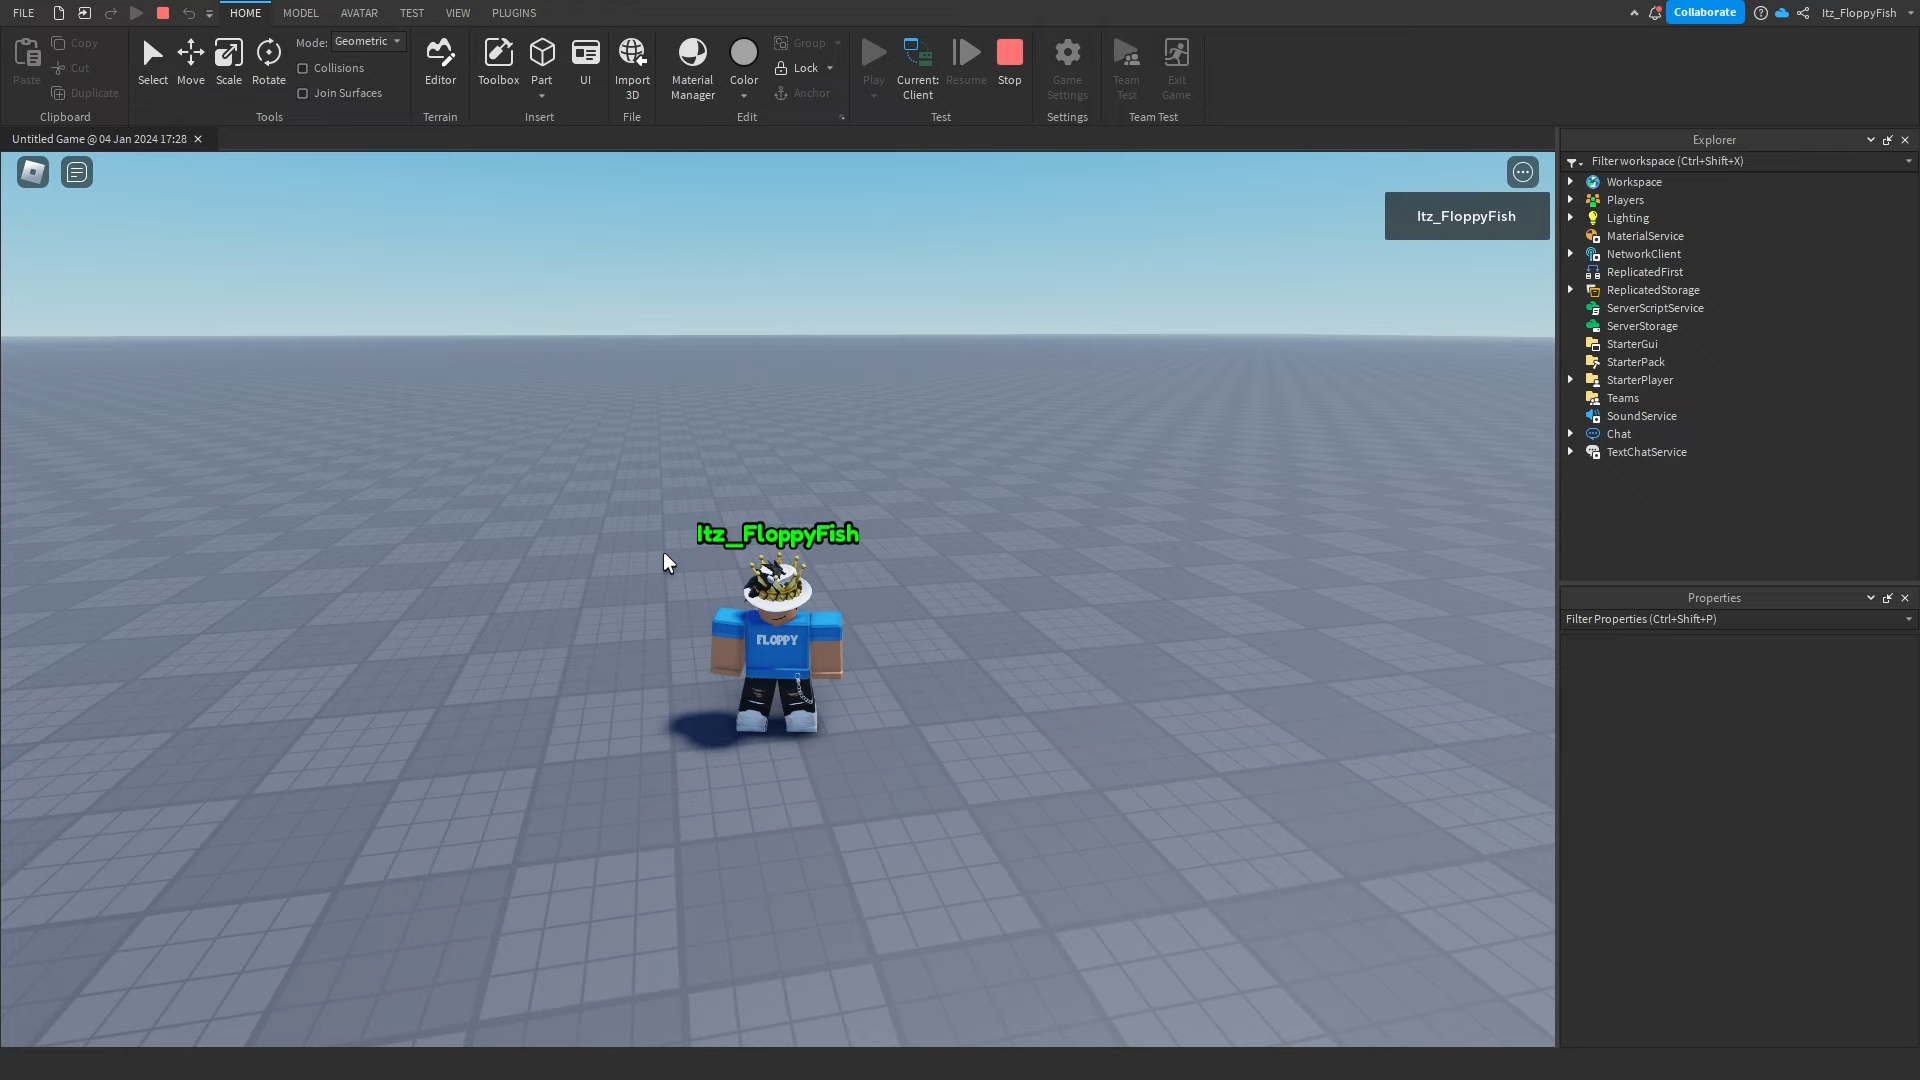 FILE HOME MODEL AVATAR TEST VIEW PLUGINS Collaborate Itz_FloppyFish
Paste
Copy
Cut
Duplicate
Clipboard
Select Move Scale Rotate
Mode: Geometric
Collisions
Join Surfaces
Tools
Editor
Terrain
Toolbox Part UI
Insert
Import
3D
File
Material
Manager
Color
Group
Lock
Anchor
Edit
Play
Current:
Client
Resume
Stop
Test
Game
Settings
Settings
Team
Test
Exit
Game
Team Test
Untitled Game @ 04 Jan 2024 17:28
Itz_FloppyFish
Itz_FloppyFish
FLOPPY
Explorer
Filter workspace (Ctrl+Shift+X)
Workspace
Players
Lighting
MaterialService
NetworkClient
ReplicatedFirst
ReplicatedStorage
ServerScriptService
ServerStorage
StarterGui
StarterPack
StarterPlayer
Teams
SoundService
Chat
TextChatService
Properties
Filter Properties (Ctrl+Shift+P)